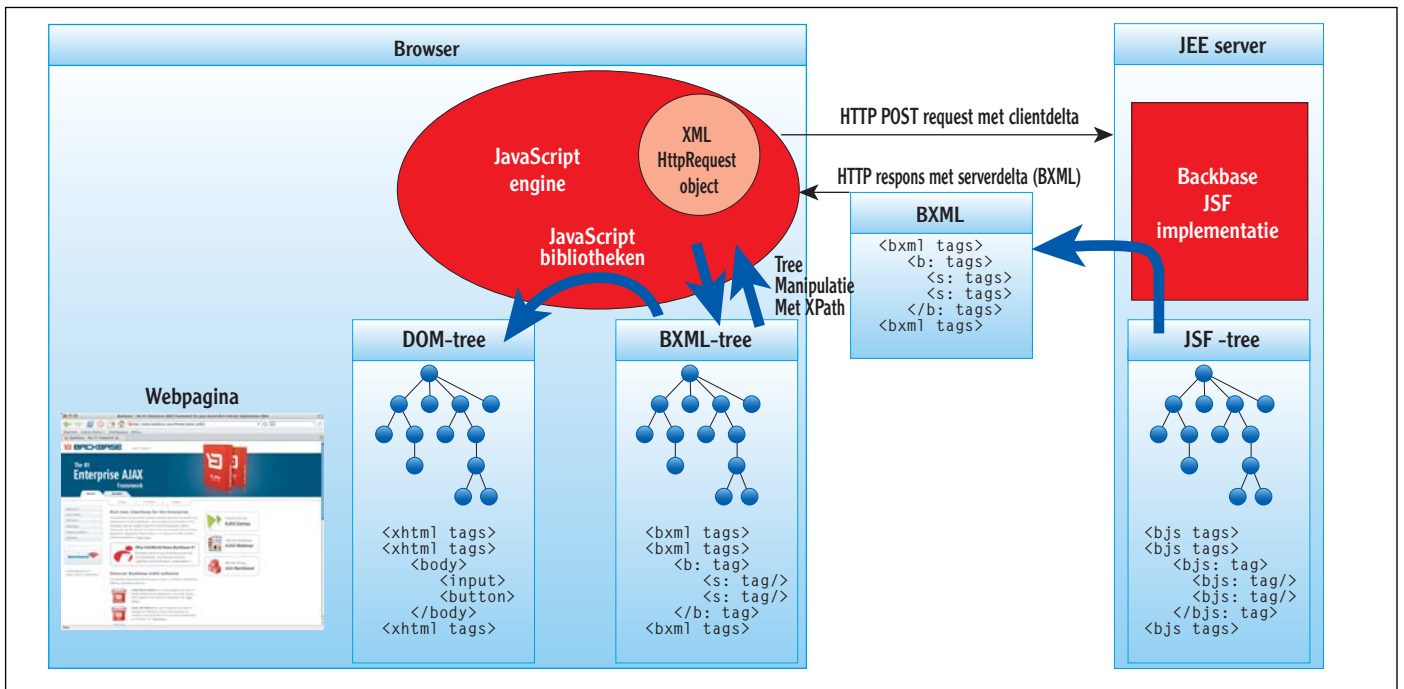 Browser
JEE server
JavaScript
engine
XML
HttpRequest
object
JavaScript
bibliotheken
HTTP POST request met clientdelta
HTTP respons met serverdelta (BXML)
Backbase
JSF
implementatie
BXML
<bxml tags>
<b: tags>
<s: tags>
<s: tags>
</b: tags>
<bxml tags>
Tree
Manipulatie
Met XPath
DOM-tree
BXML-tree
JSF -tree
Webpagina
BACKBASE
The #1
Enterprise AJAX
Framework
<xhtml tags>
<xhtml tags>
<body>
<input>
<button>
</body>
<xhtml tags>
<bxml tags>
<bxml tags>
<b: tag>
<s: tag/>
<s: tag/>
</b: tag>
<bxml tags>
<bjs tags>
<bjs tags>
<bjs: tag>
<bjs: tag/>
<bjs: tag/>
</bjs: tag>
<bjs tags>